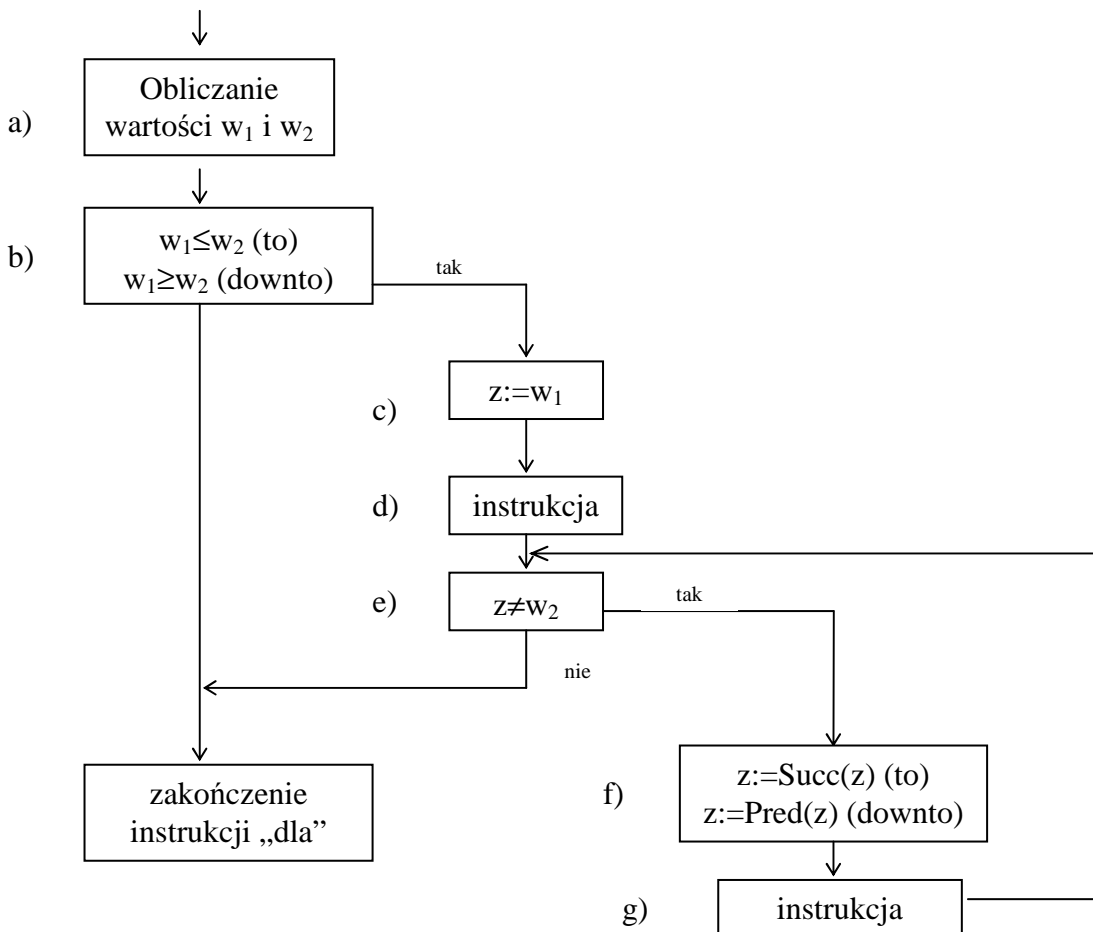 a)
Obliczanie
wartości w₁ i w₂
b)
w₁≤w₂ (to)
w₁≥w₂ (downto)
tak
c)
z:=w₁
d)
instrukcja
e)
z≠w₂
tak
nie
zakończenie
instrukcji „dla”
f)
z:=Succ(z) (to)
z:=Pred(z) (downto)
g)
instrukcja